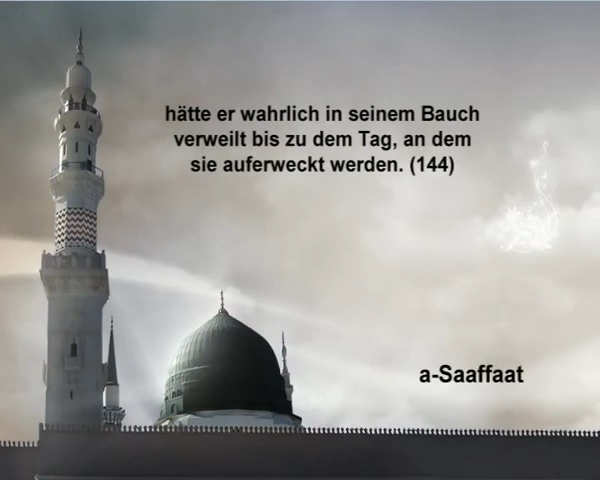 hätte er wahrlich in seinem Bauch
verweilt bis zu dem Tag, an dem
sie auferweckt werden. (144)
a-Saaffaat